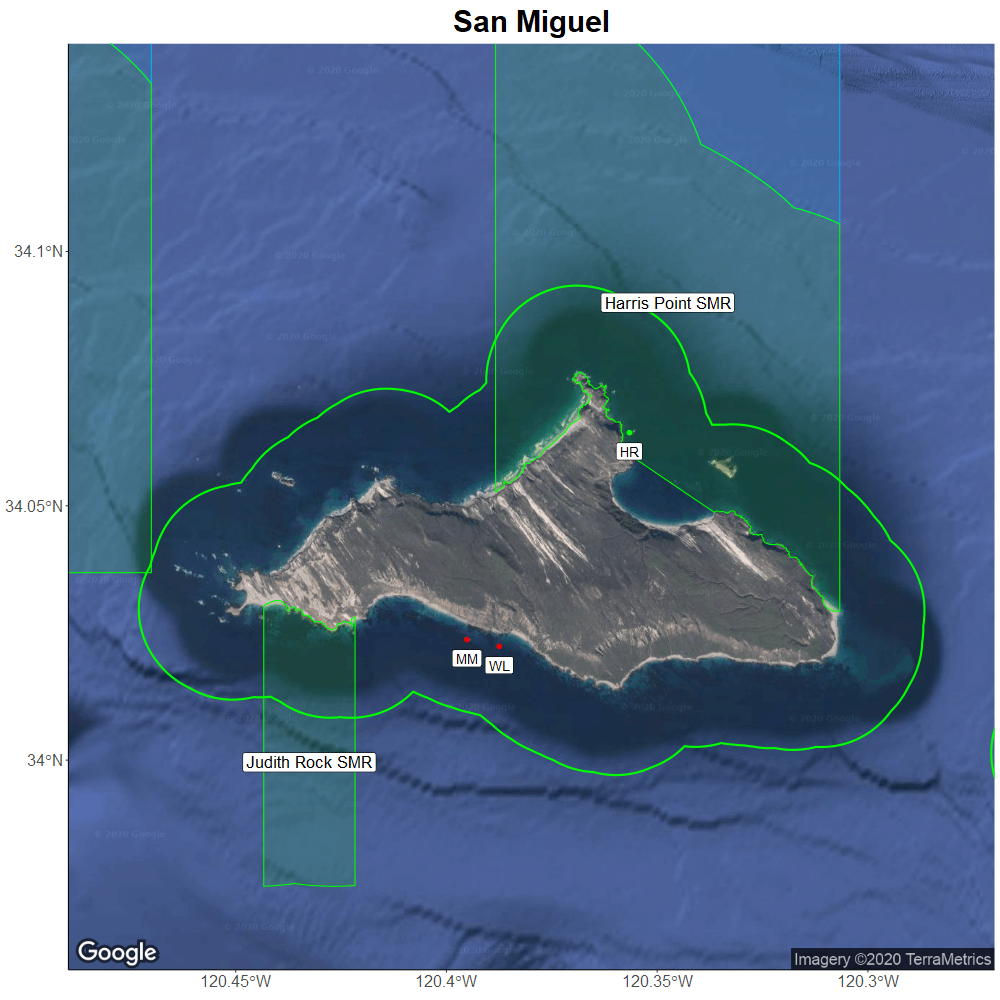 San Miguel
34.1°N
34.05°N
34°N
Harris Point SMR
HR
MM
WL
Judith Rock SMR
Google
Imagery ©2020 TerraMetrics
120.45°W
120.4°W
120.35°W
120.3°W